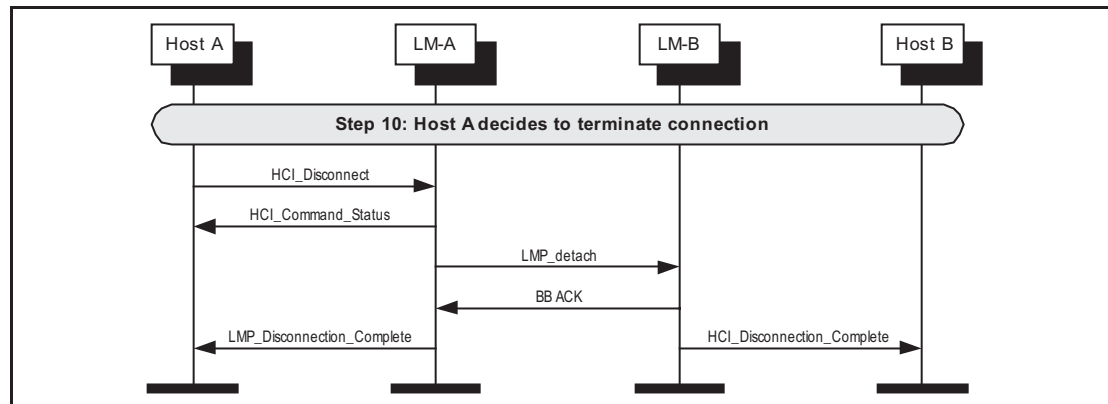 Host A
LM-A
LM-B
Host B
Step 10: Host A decides to terminate connection
HCI_Disconnect
HCI_Command_Status
LMP_detach
BB ACK
LMP_Disconnection_Complete
HCI_Disconnection_Complete